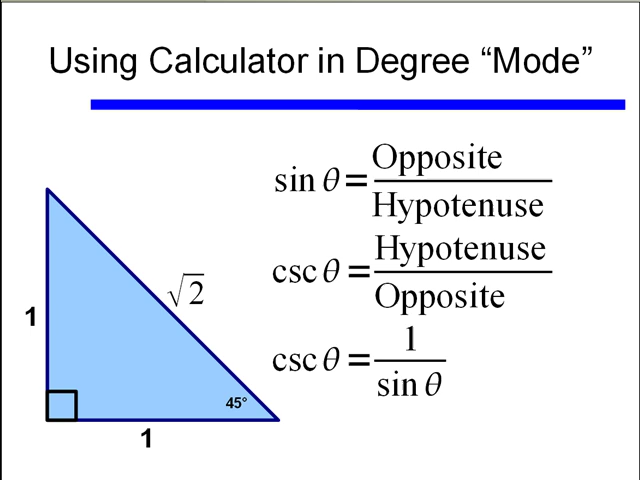 Using Calculator in Degree “Mode”
sin θ = Opposite / Hypotenuse
csc θ = Hypotenuse / Opposite
csc θ = 1 / sin θ
√2
1
45°
1